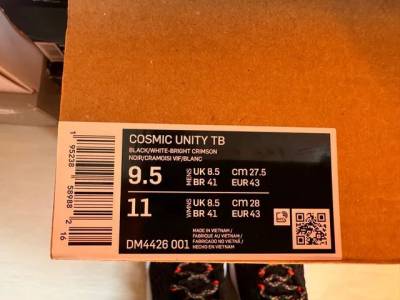 COSMIC UNITY TB
BLACK/WHITE-BRIGHT CRIMSON
NOIR/CRAMOISI VIF/BLANC
9.5 MENS UK 8.5 cm 27.5
BR 41 EUR 43
11 WMNS UK 8.5 cm 28
BR 41 EUR 43
MADE IN VIETNAM /
FABRIQUE AU VIETNAM /
FABRICADO NO VIETNÃ /
HECHO EN VIETNAM
DM4426 001
1 95238 58988 2 16